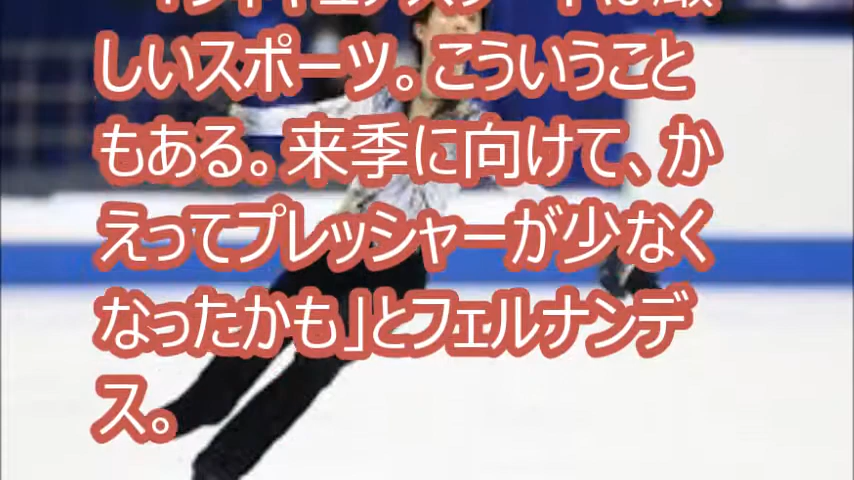 しいスポーツ。こういうこと
もある。来季に向けて、か
えってプレッシャーが少なく
なったかも」とフェルナンデ
ス。